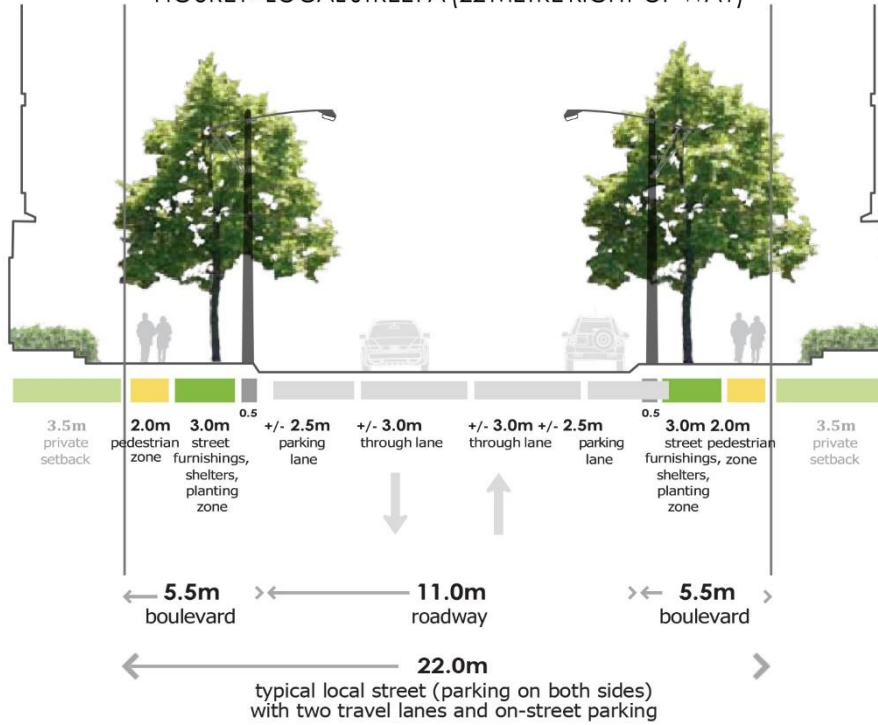 0.5
0.5
3.5m
private
setback
2.0m
pedestrian
zone
3.0m
street
furnishings,
shelters,
planting
zone
+/- 2.5m
parking
lane
+/- 3.0m
through lane
+/- 3.0m
through lane
+/- 2.5m
parking
lane
3.0m
street
furnishings,
shelters,
planting
zone
2.0m
pedestrian
zone
3.5m
private
setback
5.5m
boulevard
11.0m
roadway
5.5m
boulevard
22.0m
typical local street (parking on both sides)
with two travel lanes and on-street parking